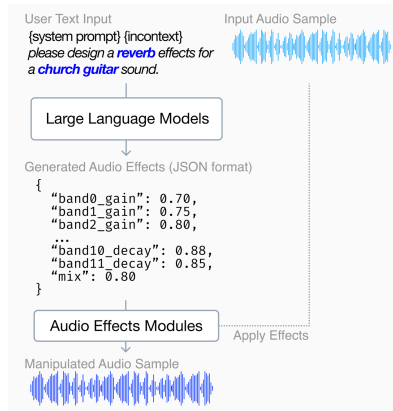 User Text Input
Input Audio Sample
{system prompt} {incontext}
please design a reverb effects for
a church guitar sound.
Large Language Models
Generated Audio Effects (JSON format)
{
“band0_gain”: 0.70,
“band1_gain”: 0.75,
“band2_gain”: 0.80,
...
“band10_decay”: 0.88,
“band11_decay”: 0.85,
“mix”: 0.80
}
Audio Effects Modules
Apply Effects
Manipulated Audio Sample